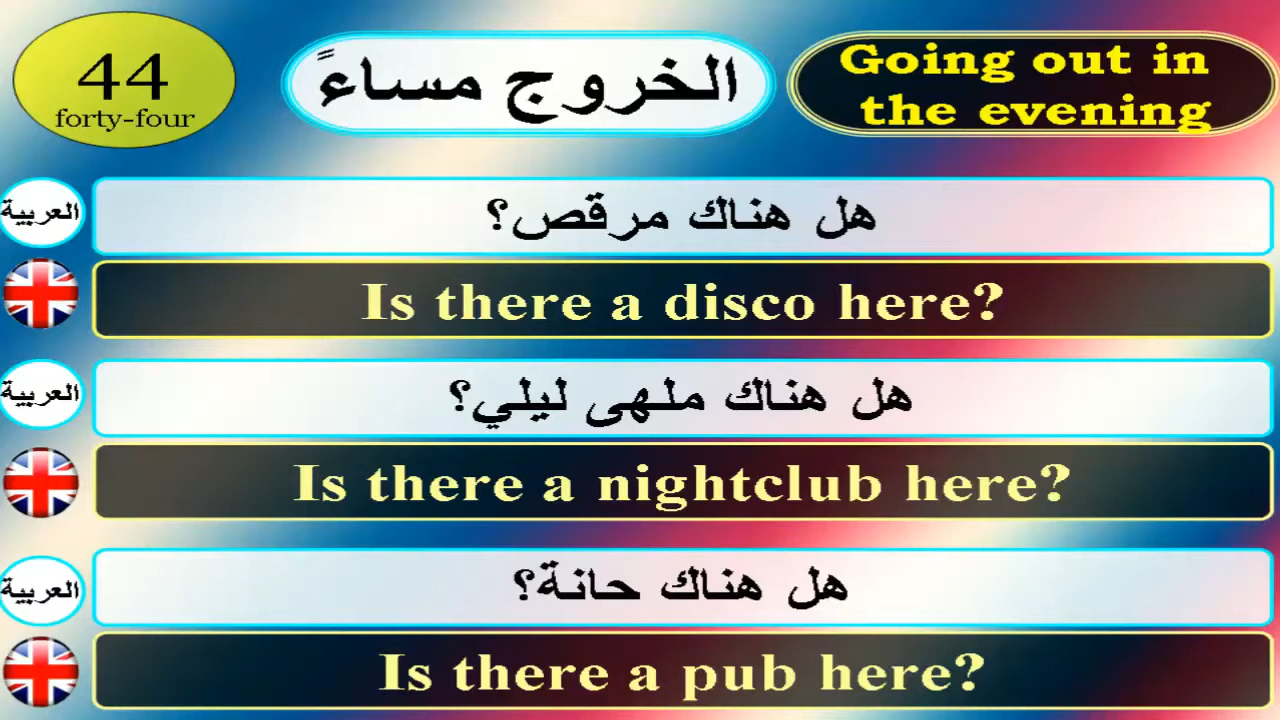 44
forty-four
الخروج مساءً
Going out in
the evening
العربية
هل هناك مرقص؟
Is there a disco here?
العربية
هل هناك ملهى ليلي؟
Is there a nightclub here?
العربية
هل هناك حانة؟
Is there a pub here?